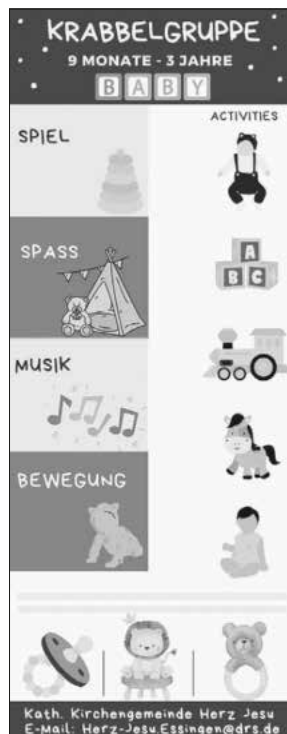 KRABBELGRUPPE
9 MONATE - 3 JAHRE
BABY
ACTIVITIES
SPIEL
SPASS
A
B C
MUSIK
BEWEGUNG
Kath. Kirchengemeinde Herz Jesu
E-Mail: Herz-Jesu.Essingen@drs.de